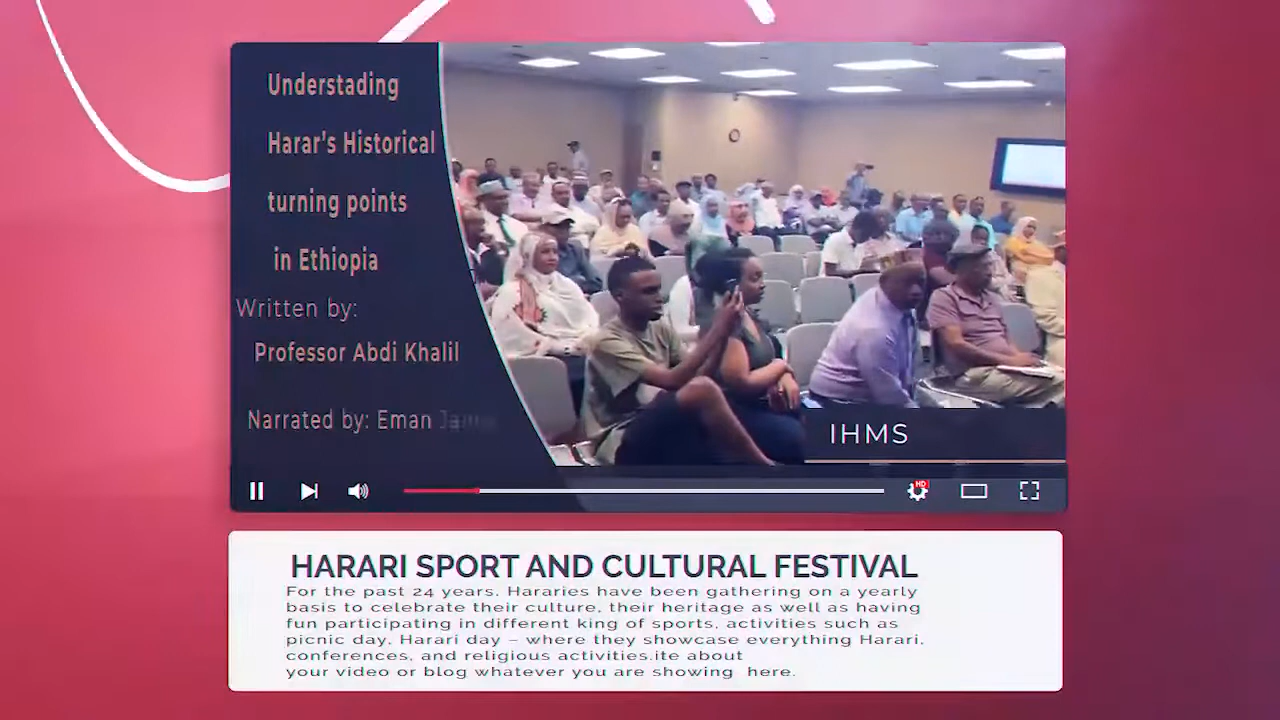 Understading
Harar's Historical
turning points
in Ethiopia
Written by:
Professor Abdi Khalil
Narrated by: Eman
IHMS
HD
HARARI SPORT AND CULTURAL FESTIVAL
For the past 24 years. Hararies have been gathering on a yearly
basis to celebrate their culture, their heritage as well as having
fun participating in different king of sports, activities such as
picnic day, Harari day – where they showcase everything Harari,
conferences, and religious activities.ite about
your video or blog whatever you are showing here.